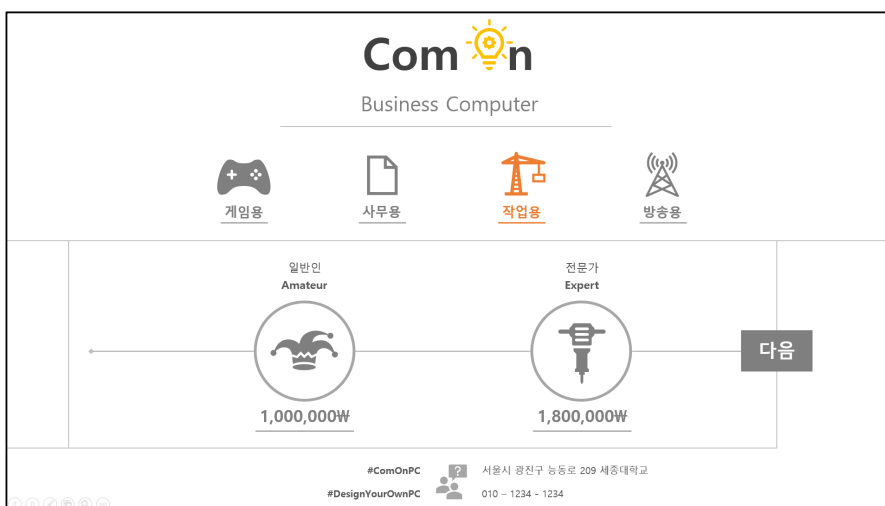 Com n
Business Computer
게임용
사무용
작업용
방송용
일반인
Amateur
전문가
Expert
다음
1,000,000₩
1,800,000₩
#ComOnPC
서울시 광진구 능동로 209 세종대학교
#DesignYourOwnPC
010 – 1234 - 1234